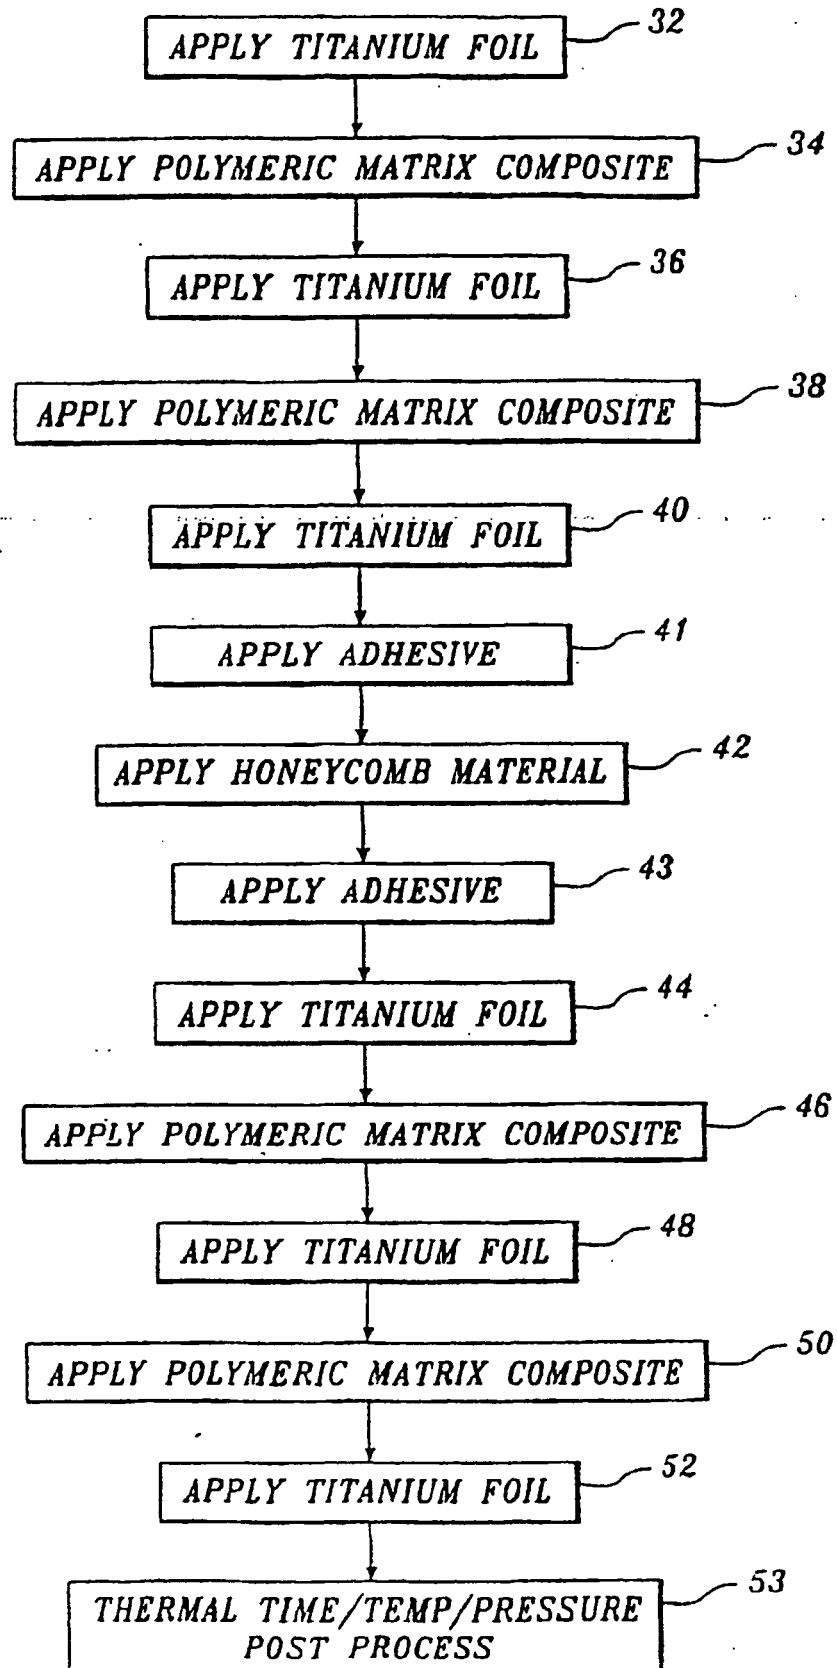 APPLY TITANIUM FOIL 32
APPLY POLYMERIC MATRIX COMPOSITE 34
APPLY TITANIUM FOIL 36
APPLY POLYMERIC MATRIX COMPOSITE 38
APPLY TITANIUM FOIL 40
APPLY ADHESIVE 41
APPLY HONEYCOMB MATERIAL 42
APPLY ADHESIVE 43
APPLY TITANIUM FOIL 44
APPLY POLYMERIC MATRIX COMPOSITE 46
APPLY TITANIUM FOIL 48
APPLY POLYMERIC MATRIX COMPOSITE 50
APPLY TITANIUM FOIL 52
THERMAL TIME/TEMP/PRESSURE 53
POST PROCESS